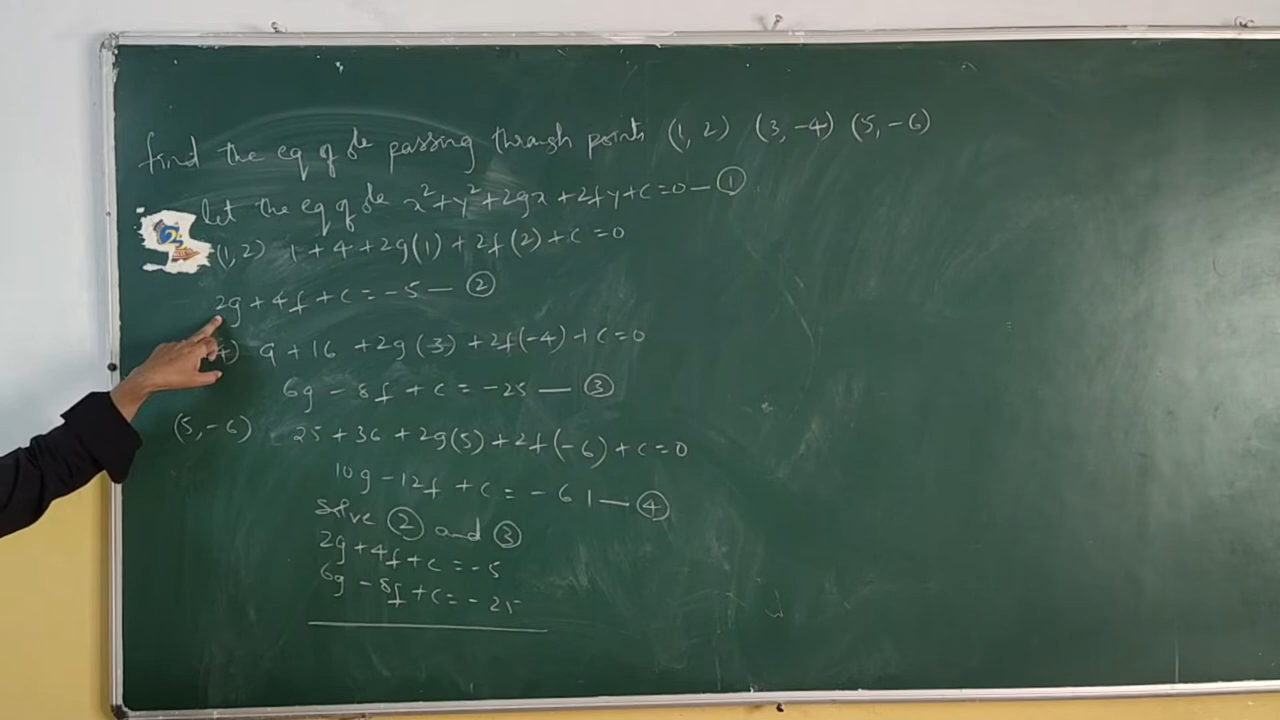 find the eq of ole passing through points (1, 2) (3, -4) (5, -6)
let the eq of ole x²+y²+2gx+2fy+c=0 — ①
(1, 2) 1+4+2g(1)+2f(2)+c=0
2g+4f+c=-5 — ②
4) 9+16 +2g(3)+2f(-4)+c=0
6g-8f+c=-25 — ③
(5, -6) 25+36+2g(5)+2f(-6)+c=0
10g-12f+c=-61 — ④
solve ② and ③
2g+4f+c=-5
6g-8f+c=-25